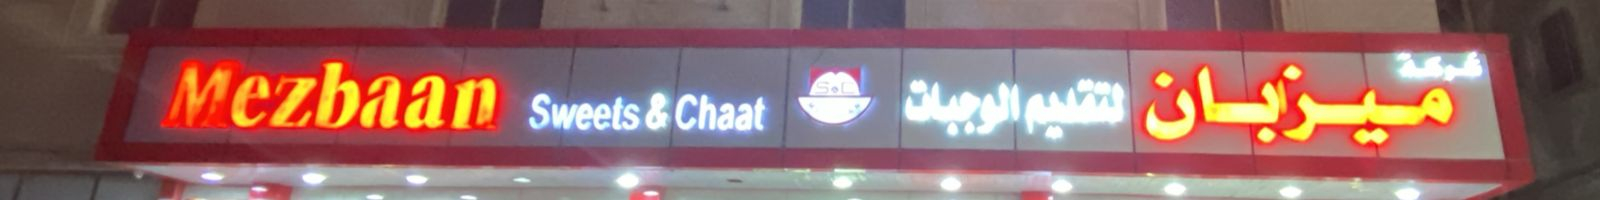 Mezbaan
Sweets & Chaat
S&C
شركة
ميزبان
لتقديم الوجبات